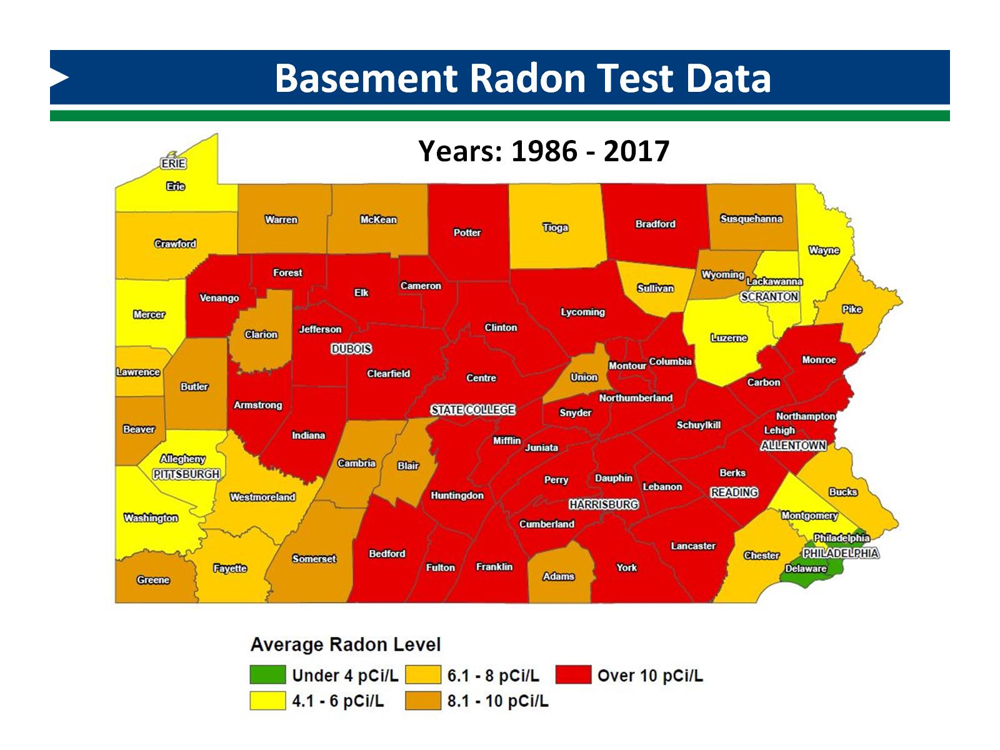 Basement Radon Test Data
Years: 1986 - 2017
ERIE
Erie
Warren
McKean
Potter
Tioga
Bradford
Susquehanna
Crawford
Wayne
Forest
Venango
Elk
Cameron
Sullivan
Wyoming
Lackawanna
SCRANTON
Mercer
Clarion
Jefferson
DUBOIS
Clinton
Lycoming
Pike
Luzerne
Lawrence
Butler
Clearfield
Centre
Union
Montour
Columbia
Monroe
Carbon
Northumberland
Armstrong
STATE COLLEGE
Snyder
Beaver
Indiana
Mifflin
Juniata
Schuylkill
Northampton
Lehigh
ALLENTOWN
Allegheny
PITTSBURGH
Cambria
Blair
Perry
Dauphin
Lebanon
Berks
READING
Westmoreland
Huntingdon
HARRISBURG
Bucks
Washington
Cumberland
Montgomery
Philadelphia
PHILADELPHIA
Somerset
Bedford
Fulton
Franklin
Adams
York
Lancaster
Chester
Delaware
Greene
Fayette
Average Radon Level
Under 4 pCi/L
6.1 - 8 pCi/L
Over 10 pCi/L
4.1 - 6 pCi/L
8.1 - 10 pCi/L